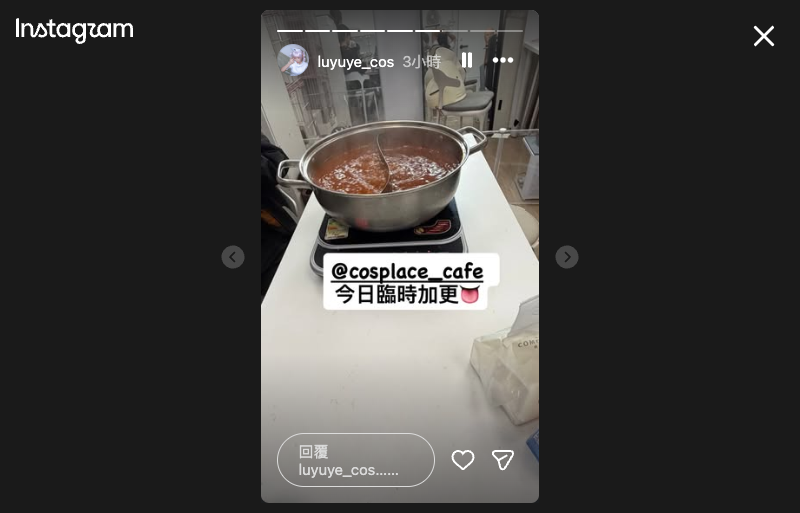 Instagram
luyuye_cos 3小時
@cosplace_cafe
今日臨時加更👅
回覆
luyuye_cos......